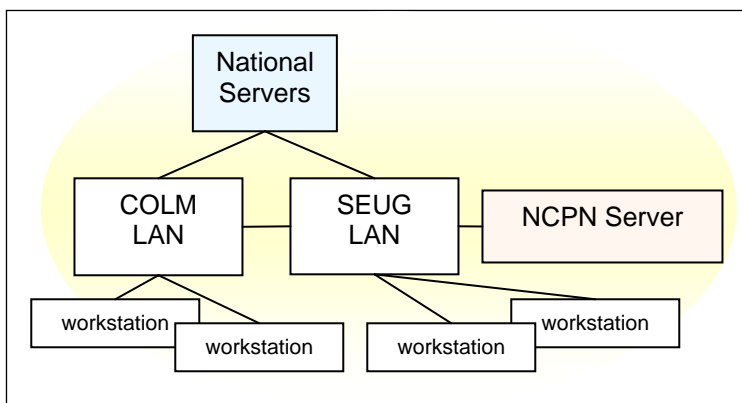 National
Servers
COLM
LAN
SEUG
LAN
NCPN Server
workstation
workstation
workstation
workstation